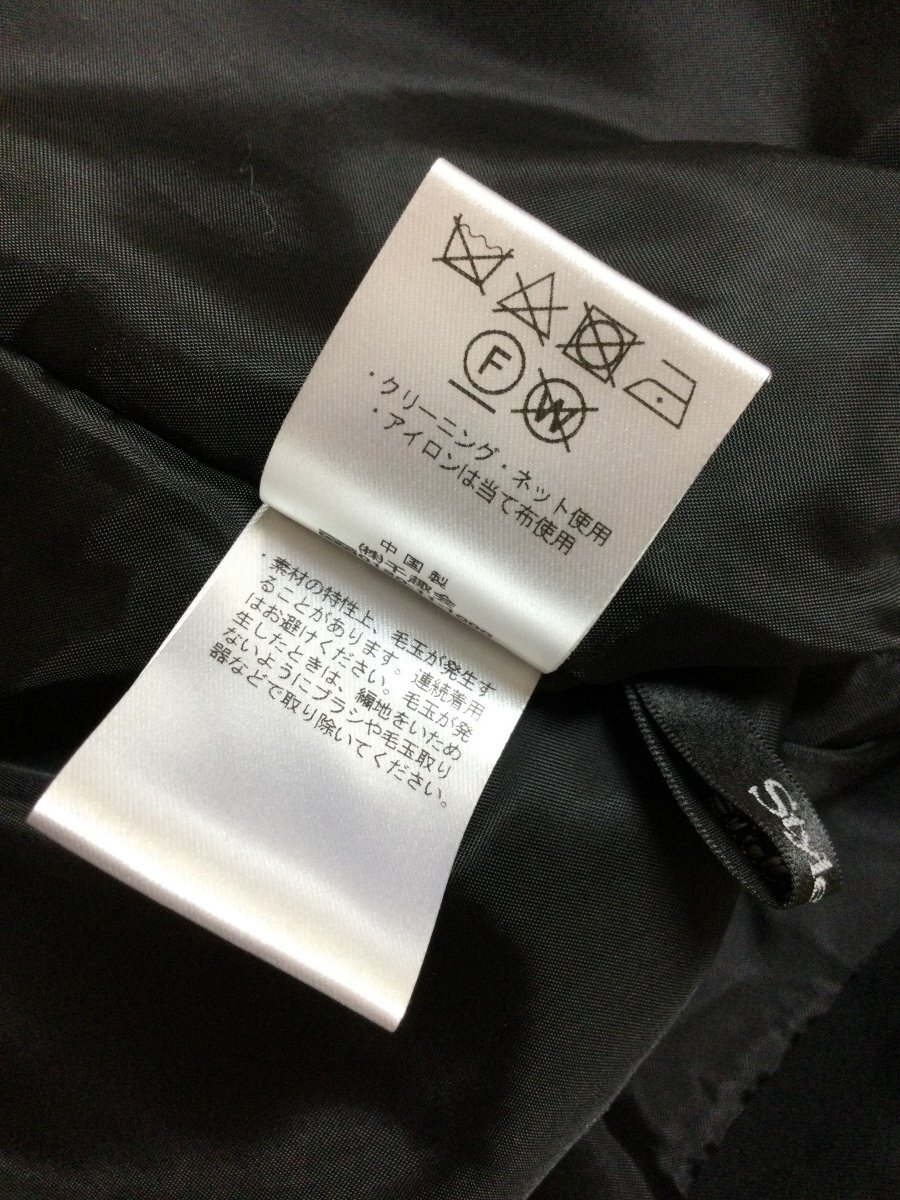 F
W
・クリーニング・ネット使用
・アイロンは当て布使用
中国製
(株)千趣会
・素材の特性上、毛玉が発生す
ることがあります。連続着用
はお避けください。毛玉が発
生したときは、編地をいため
ないようにブラシや毛玉取り
器などで取り除いてください。